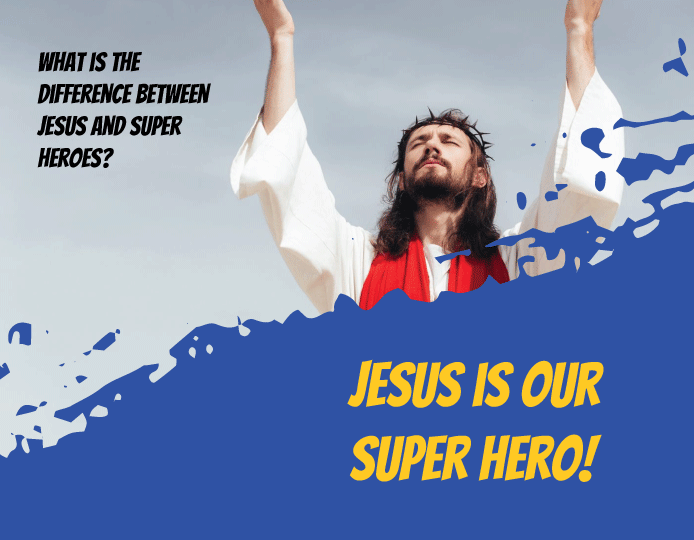 WHAT IS THE
DIFFERENCE BETWEEN
JESUS AND SUPER
HEROES?
JESUS IS OUR
SUPER HERO!